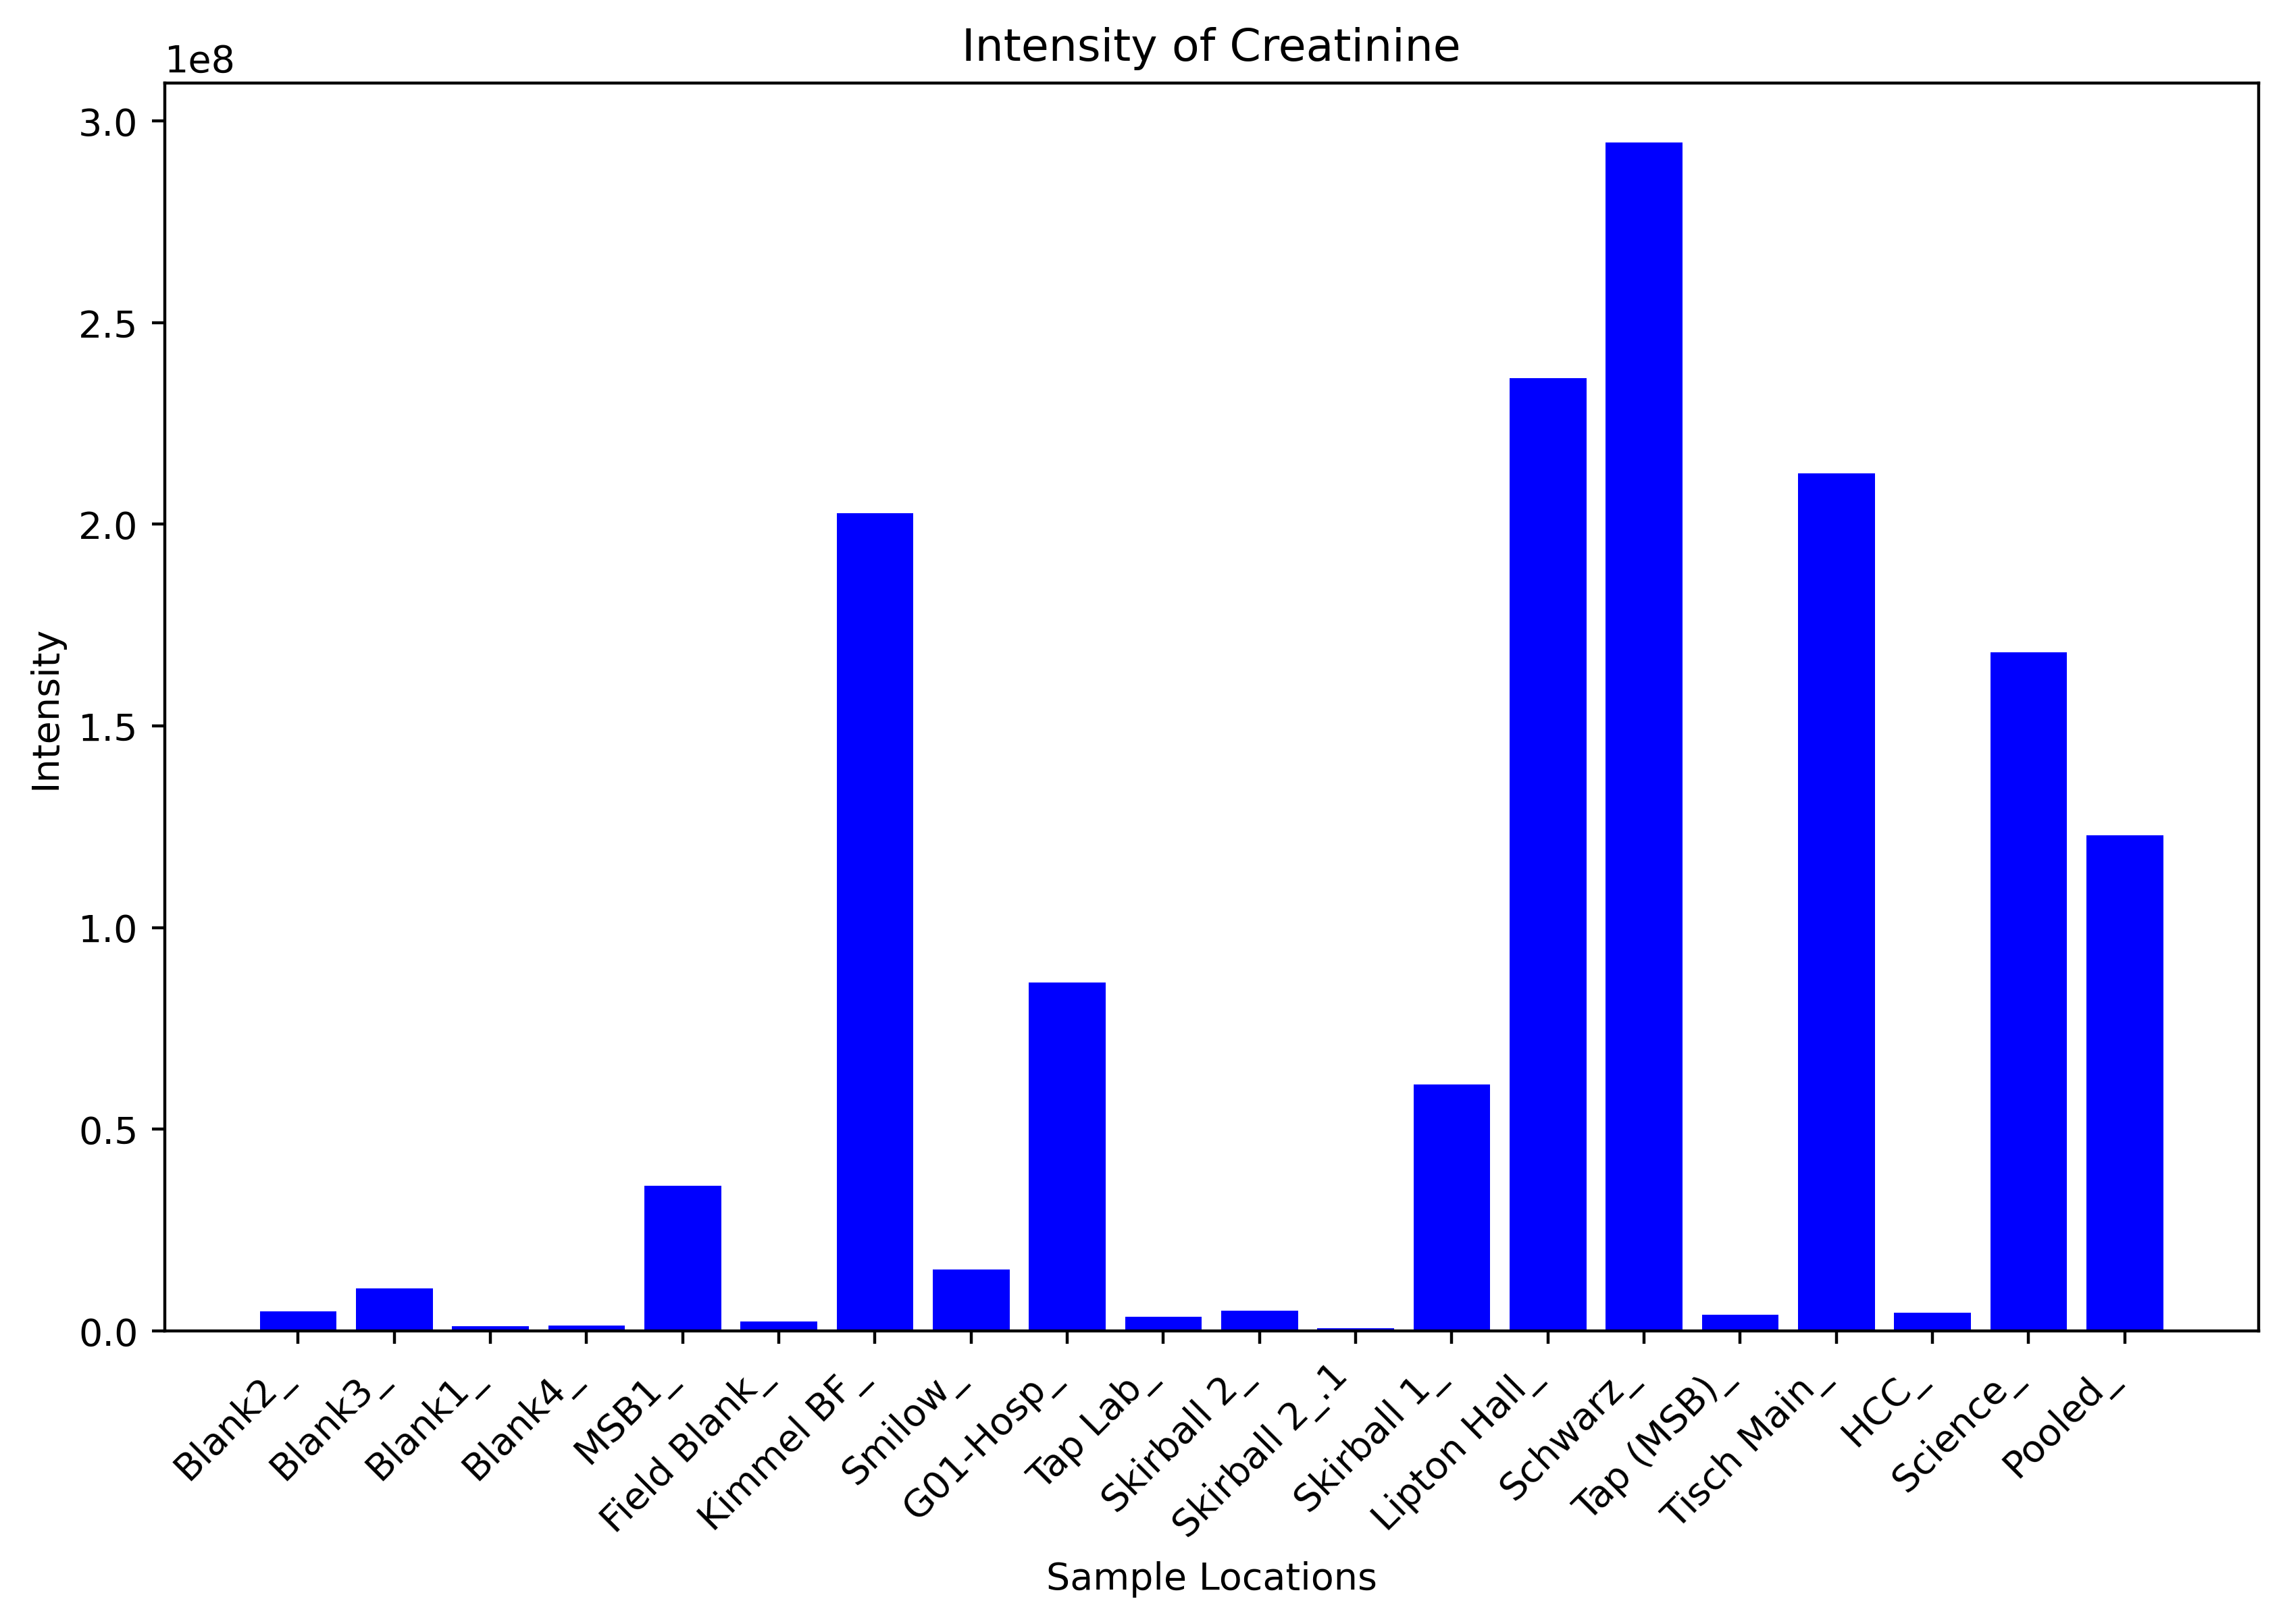 Intensity of Creatinine
1e8
3.0
2.5
2.0
1.5
1.0
0.5
0.0
Intensity
Blank2_
Blank3_
Blank1_
Blank4_
MSB1_
Field Blank_
Kimmel BF_
Smilow_
G01-Hosp_
Tap Lab_
Skirball 2_
Skirball 2_.1
Skirball 1_
Lipton Hall_
Schwarz_
Tap (MSB)_
Tisch Main_
HCC_
Science_
Pooled_
Sample Locations